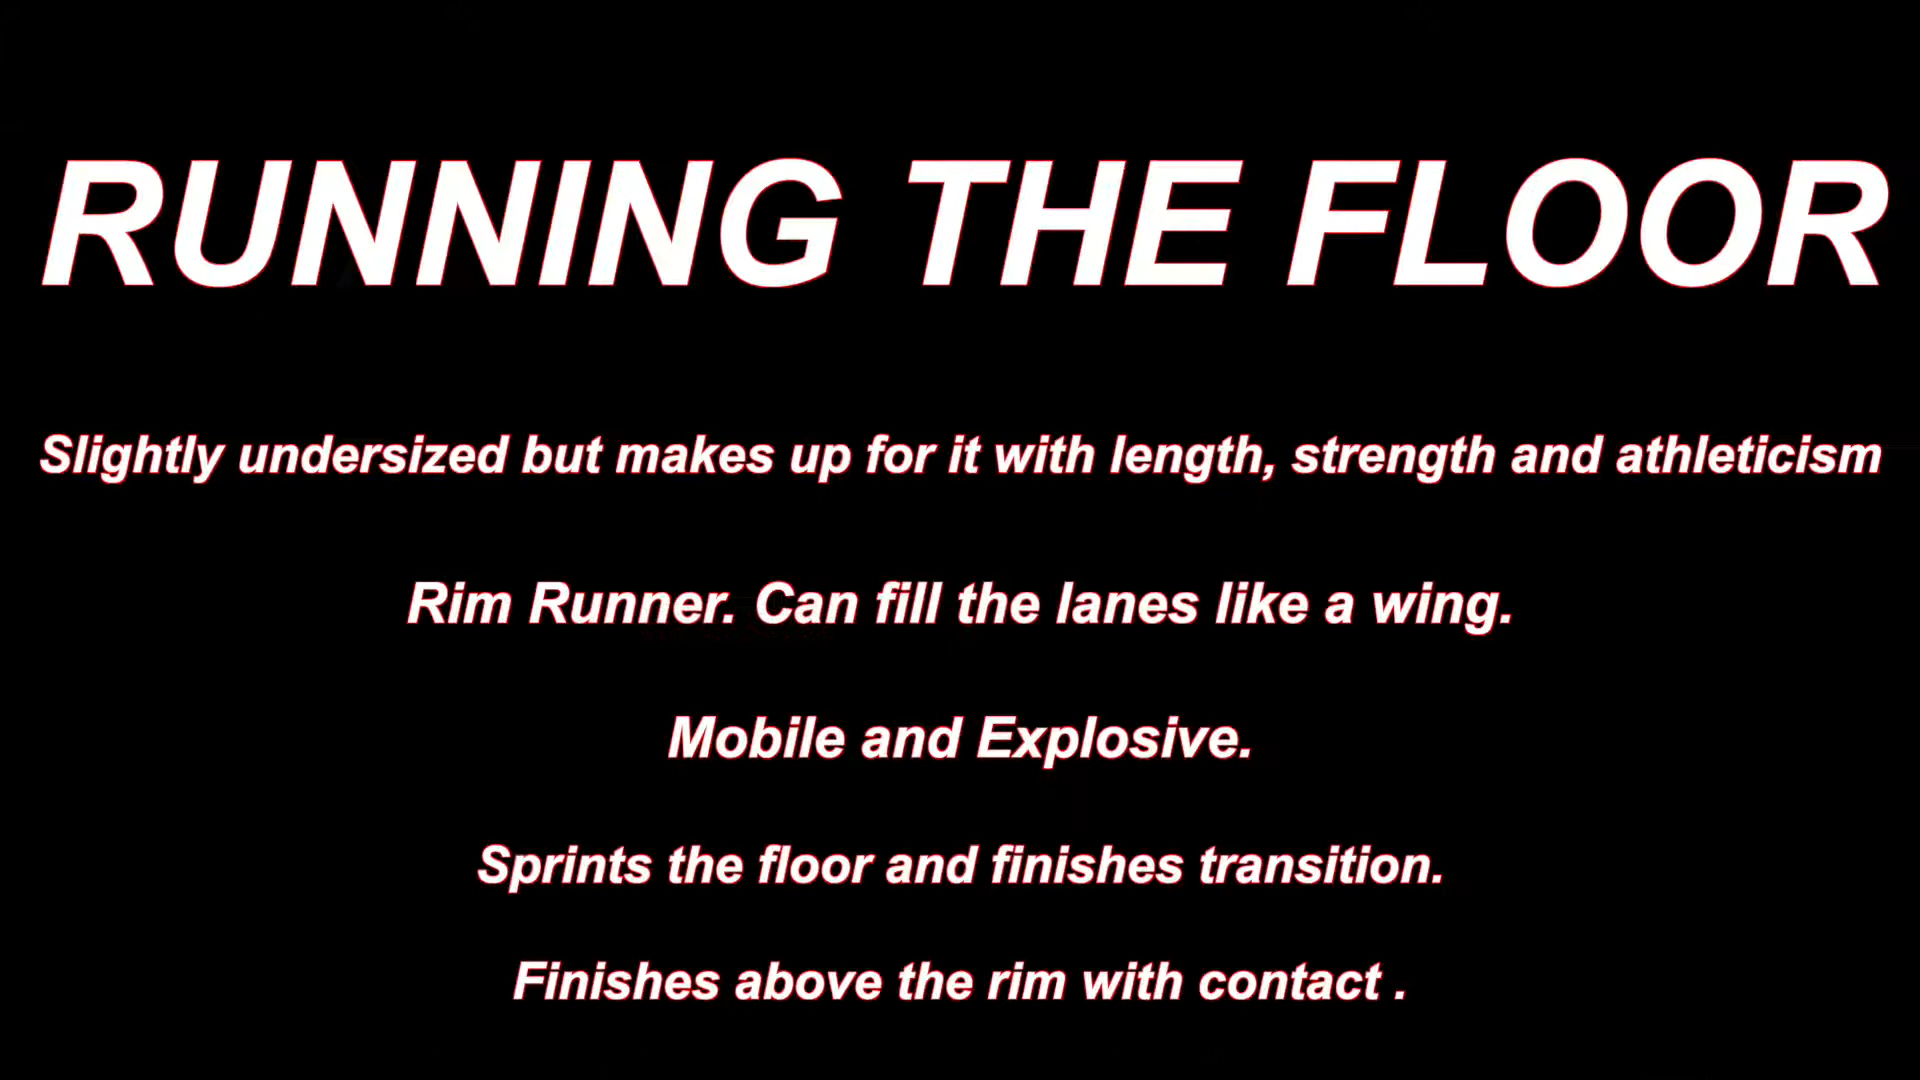 RUNNING THE FLOOR
Slightly undersized but makes up for it with length, strength and athleticism
Rim Runner. Can fill the lanes like a wing.
Mobile and Explosive.
Sprints the floor and finishes transition.
Finishes above the rim with contact .